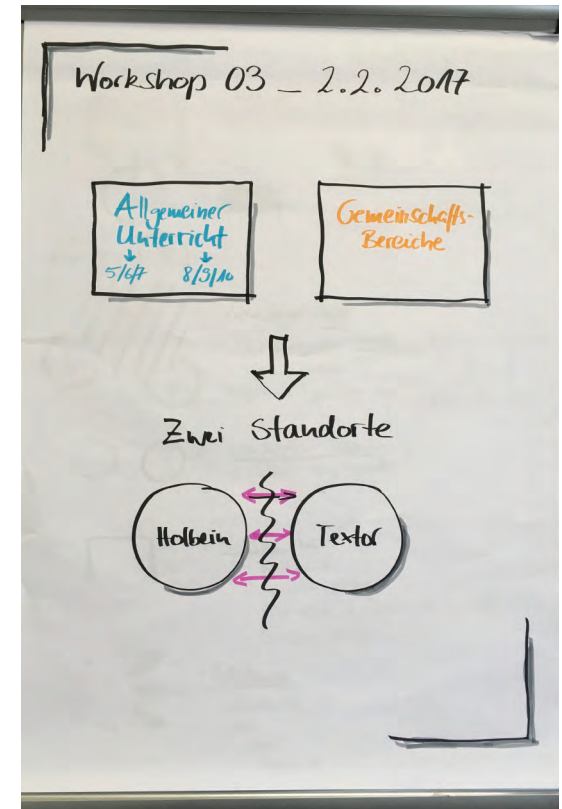 Workshop 03 _ 2.2.2017
Allgemeiner
Unterricht
↓ ↓
5/6/7 8/9/10
Gemeinschafts-
Bereiche
Zwei Standorte
Holbein
Textor